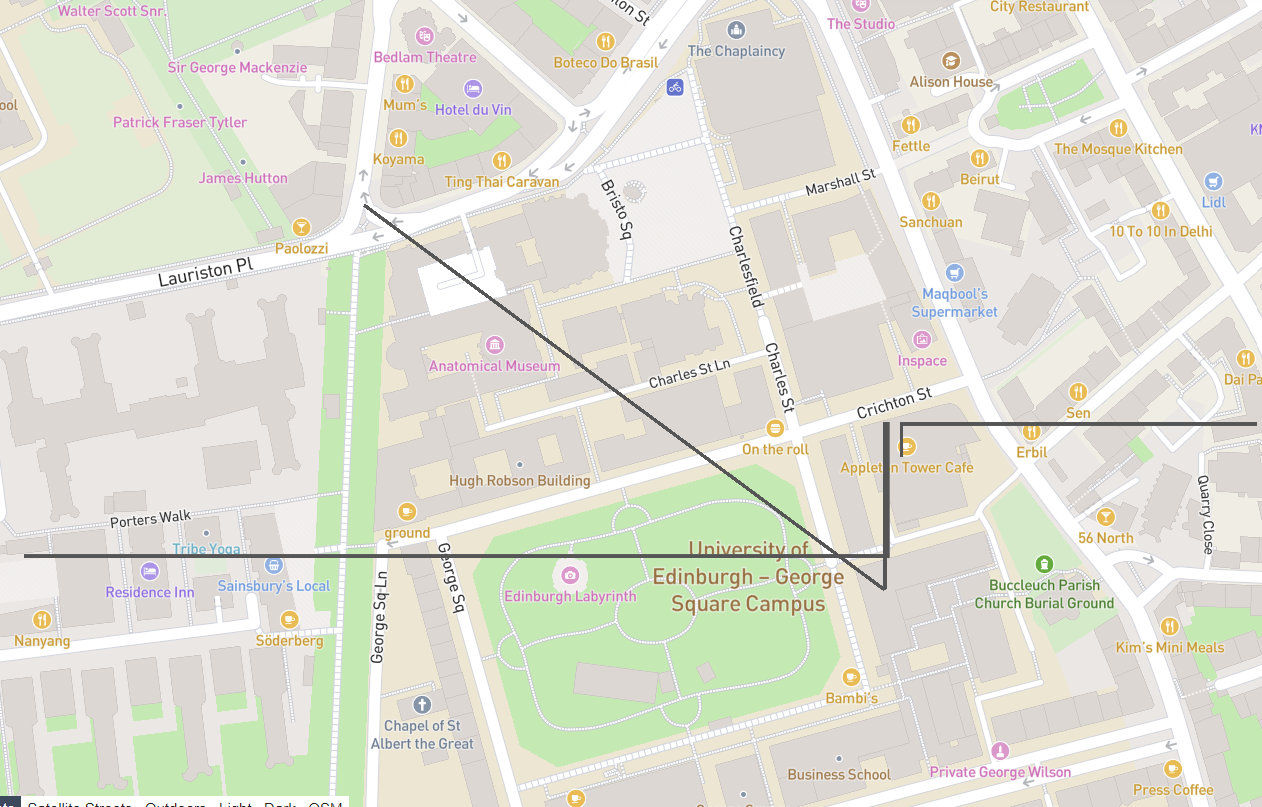 Walter Scott Snr.
City Restaurant
The Studio
Bedlam Theatre
The Chaplaincy
Boteco Do Brasil
Sir George Mackenzie
Alison House
Mum's
Hotel du Vin
Patrick Fraser Tytler
Koyama
Fettle
The Mosque Kitchen
James Hutton
Ting Thai Caravan
Marshall St
Beirut
Lidl
Bristo Sq
Sanchuan
10 To 10 In Delhi
Paolozzi
Lauriston Pl
Charlesfield
Maqbool's
Supermarket
Anatomical Museum
Inspace
Charles St Ln
Charles St
Crichton St
Sen
On the roll
Erbil
Appleton Tower Cafe
Hugh Robson Building
Quarry Close
Porters Walk
ground
56 North
Tribe Yoga
University of
Edinburgh – George
Square Campus
Residence Inn
Sainsbury's Local
George Sq
Edinburgh Labyrinth
Buccleuch Parish
Church Burial Ground
Nanyang
Söderberg
George Sq Ln
Kim's Mini Meals
Bambi's
Chapel of St
Albert the Great
Business School
Private George Wilson
Press Coffee
Satellite Streets
Outdoors
Light
Dark
OSM